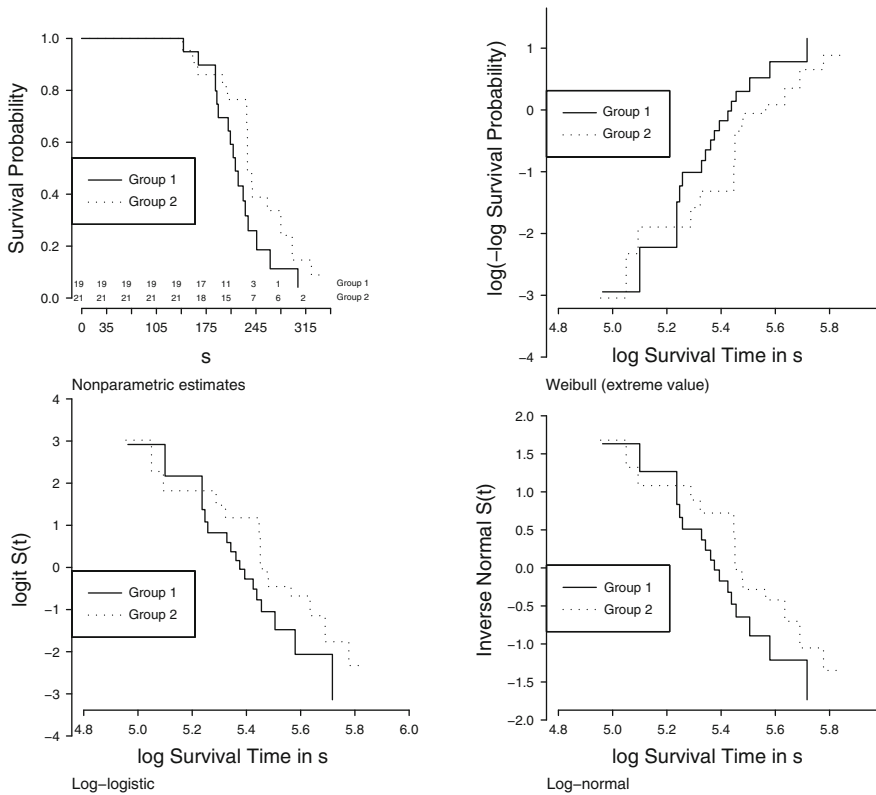 Survival Probability
1.0
0.8
0.6
0.4
0.2
0.0
Group 1
Group 2
19 19 19 19 19 17 11 3 1 Group 1
21 21 21 21 21 18 15 7 6 2 Group 2
0 35 105 175 245 315
s
Nonparametric estimates
log(−log Survival Probability)
1
0
−1
−2
−3
−4
Group 1
Group 2
4.8 5.0 5.2 5.4 5.6 5.8
log Survival Time in s
Weibull (extreme value)
logit S(t)
4
3
2
1
0
−1
−2
−3
−4
Group 1
Group 2
4.8 5.0 5.2 5.4 5.6 5.8 6.0
log Survival Time in s
Log−logistic
Inverse Normal S(t)
2.0
1.5
1.0
0.5
0.0
−0.5
−1.0
−1.5
−2.0
Group 1
Group 2
4.8 5.0 5.2 5.4 5.6 5.8
log Survival Time in s
Log−normal